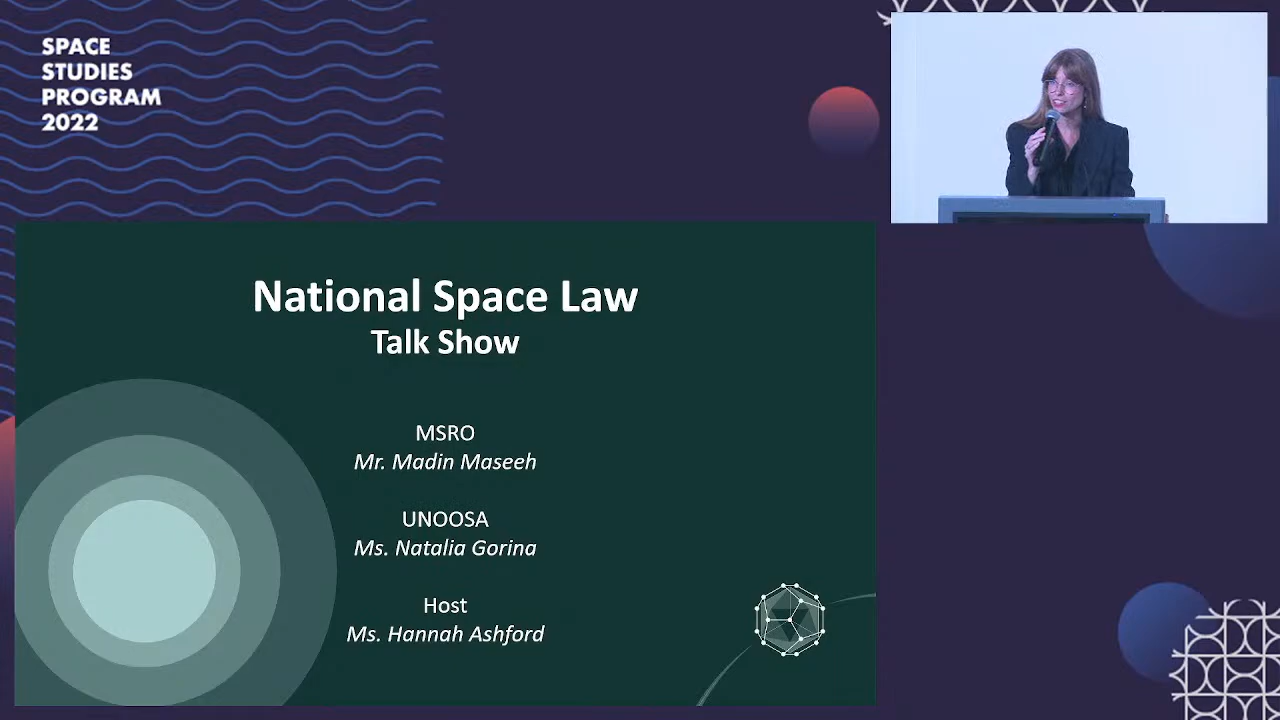 SPACE
STUDIES
PROGRAM
2022
National Space Law
Talk Show
MSRO
Mr. Madin Maseeh
UNOOSA
Ms. Natalia Gorina
Host
Ms. Hannah Ashford